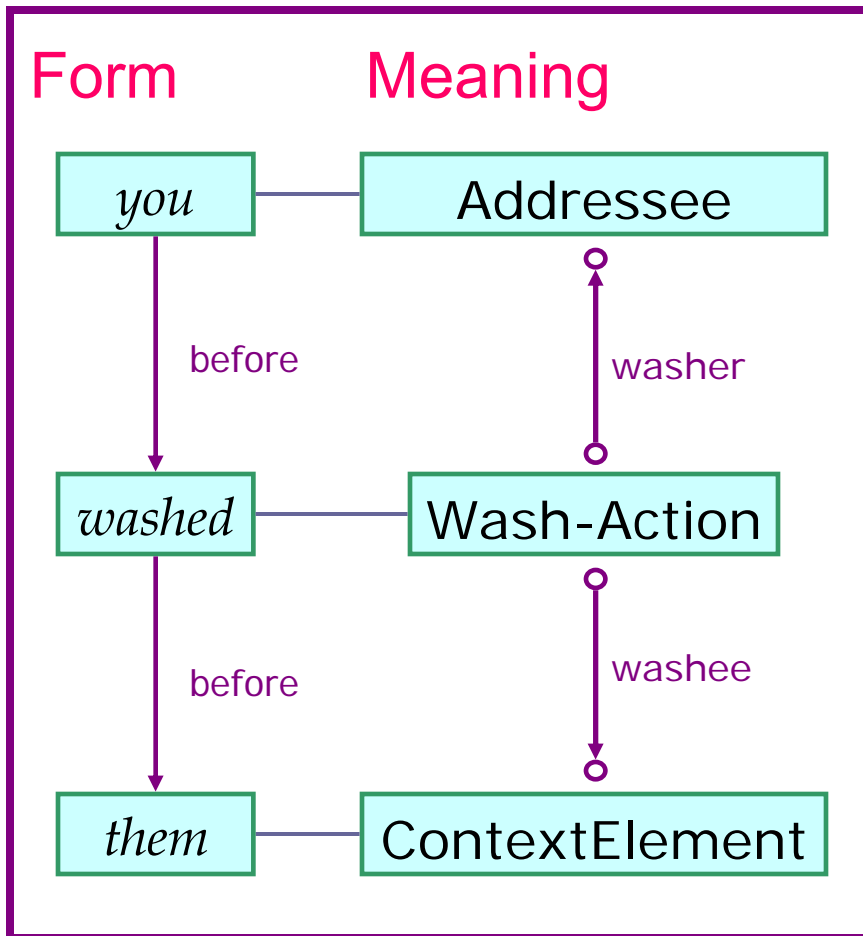 Form Meaning
you Addressee
before washer
washed Wash-Action
before washee
them ContextElement